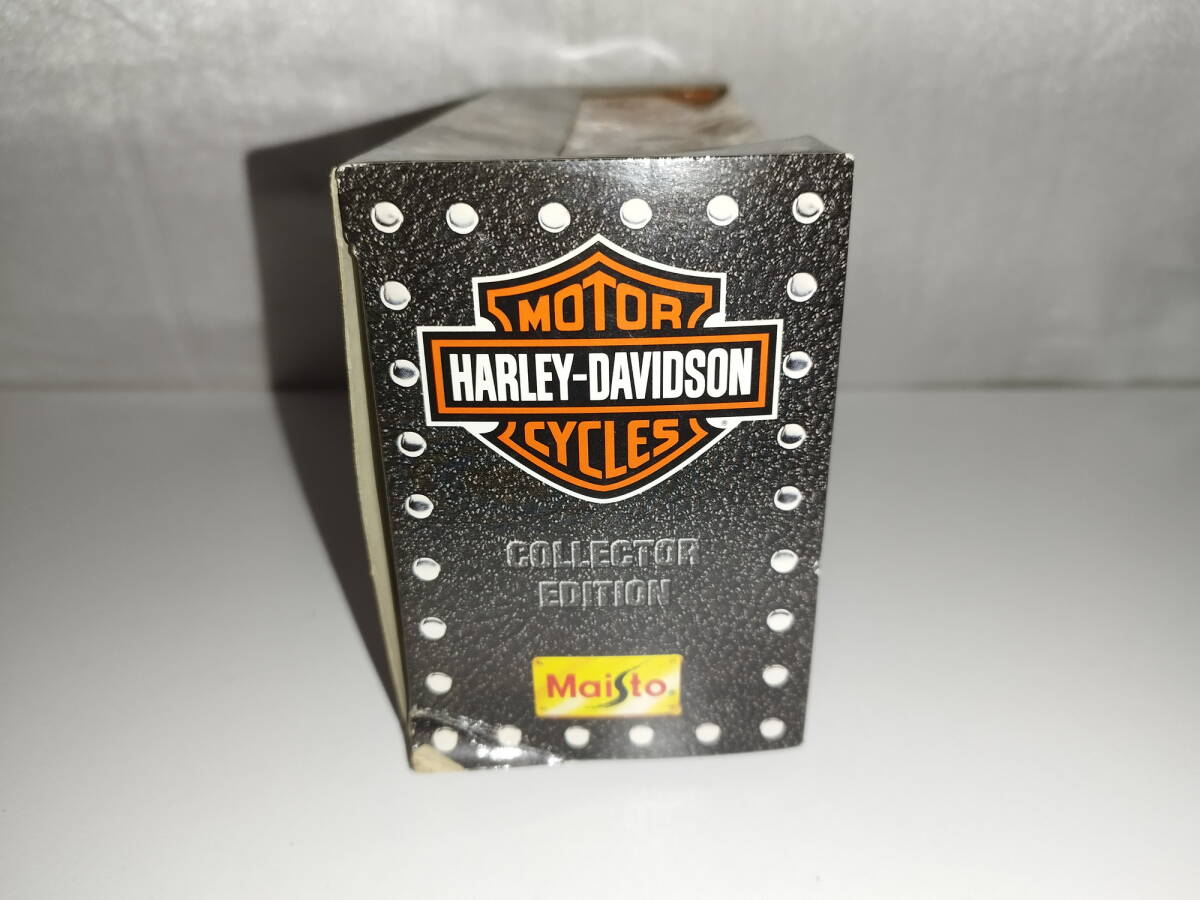 MOTOR
HARLEY-DAVIDSON
CYCLES
®
COLLECTOR
EDITION
Maisto®